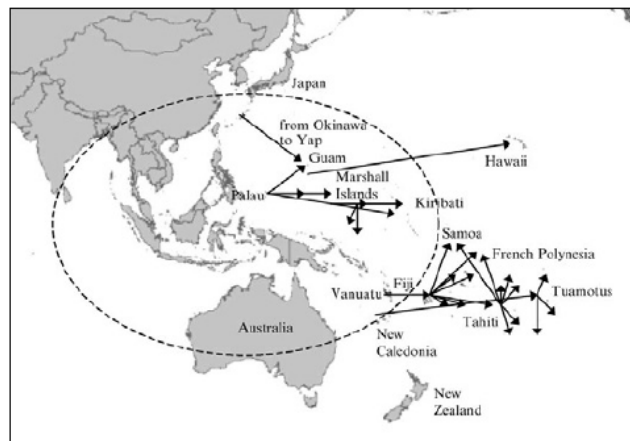 Japan
from Okinawa
to Yap
Guam
Hawaii
Marshall
Islands
Palau
Kiribati
Samoa
French Polynesia
Fiji
Vanuatu
Tuamotus
Tahiti
Australia
New
Caledonia
New
Zealand